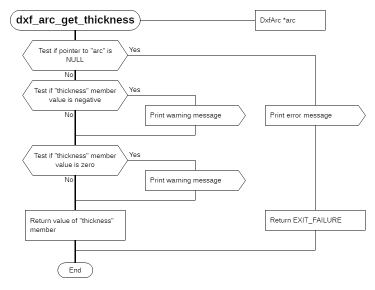 dxf_arc_get_thickness
DxfArc *arc
Test if pointer to "arc" is
NULL
Yes
No
Test if "thickness" member
value is negative
Yes
No
Print warning message
Print error message
Test if "thickness" member
value is zero
Yes
No
Print warning message
Return value of "thickness"
member
Return EXIT_FAILURE
End